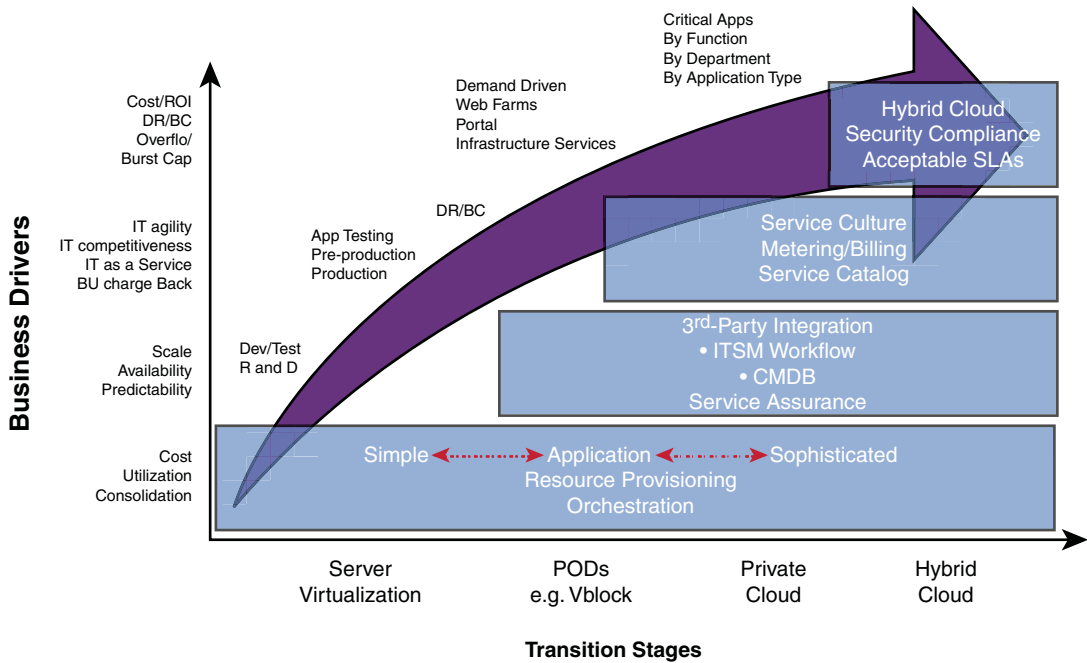 Critical Apps
By Function
By Department
By Application Type
Demand Driven
Web Farms
Portal
Infrastructure Services
DR/BC
App Testing
Pre-production
Production
Dev/Test
R and D
Business Drivers
Cost/ROI
DR/BC
Overflo/
Burst Cap
IT agility
IT competitiveness
IT as a Service
BU charge Back
Scale
Availability
Predictability
Cost
Utilization
Consolidation
Hybrid Cloud
Security Compliance
Acceptable SLAs
Service Culture
Metering/Billing
Service Catalog
3rd-Party Integration
• ITSM Workflow
• CMDB
Service Assurance
Simple Application Sophisticated
Resource Provisioning
Orchestration
Server
Virtualization
PODs
e.g. Vblock
Private
Cloud
Hybrid
Cloud
Transition Stages